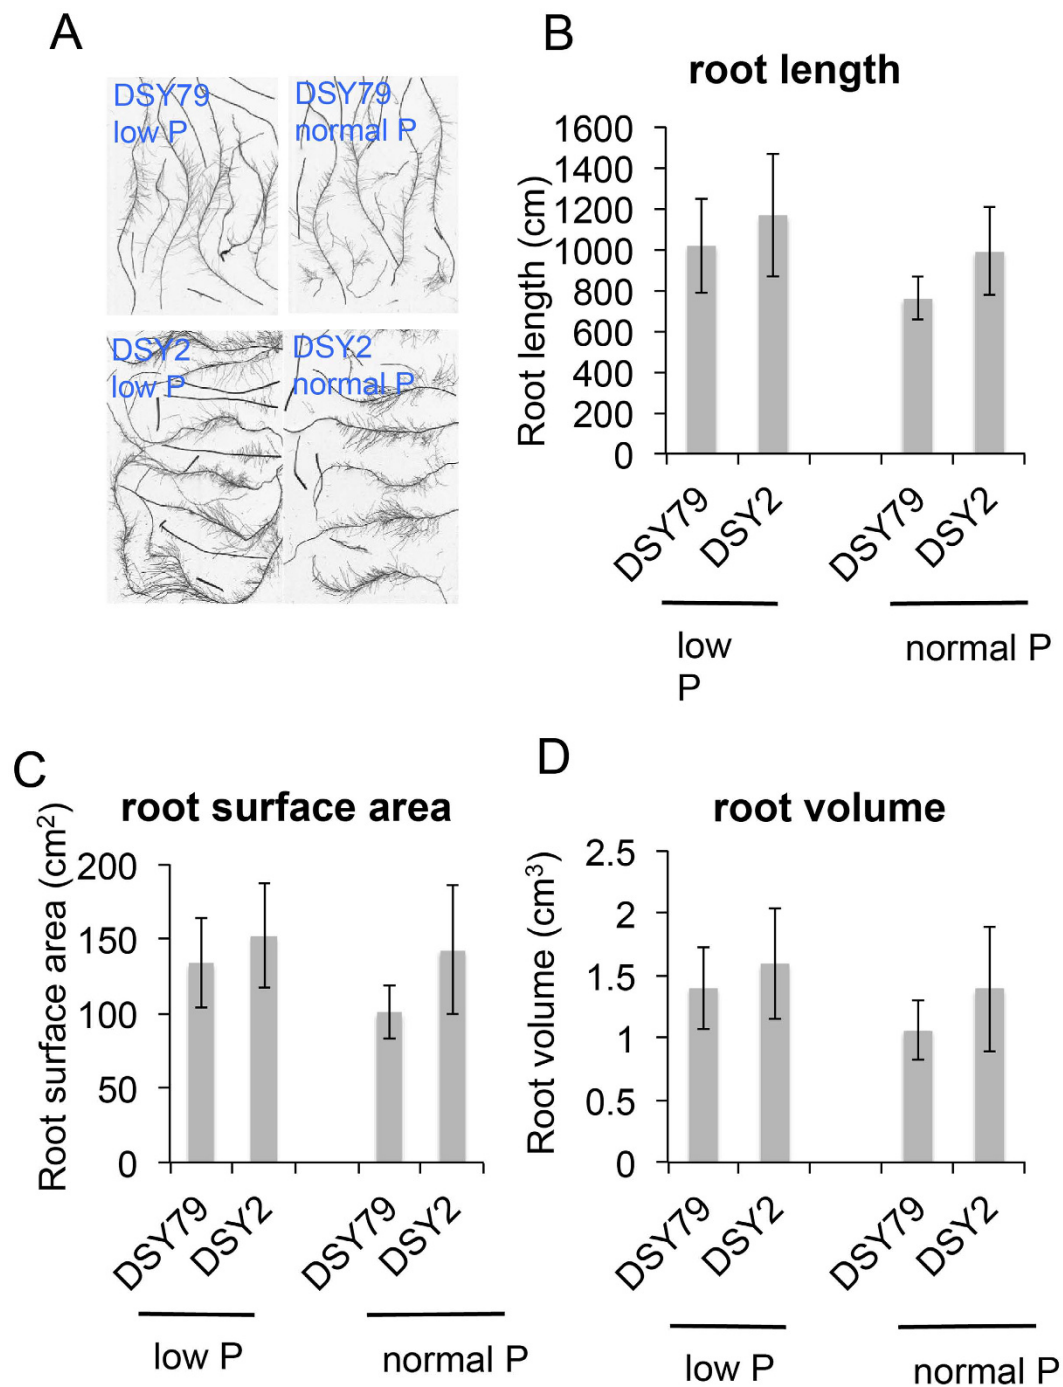 A
DSY79
low P
DSY79
normal P
DSY2
low P
DSY2
normal P
B
root length
Root length (cm)
1600
1400
1200
1000
800
600
400
200
0
DSY79
DSY2
DSY79
DSY2
low
P
normal P
C
root surface area
Root surface area (cm²)
200
150
100
50
0
DSY79
DSY2
DSY79
DSY2
low P
normal P
D
root volume
Root volume (cm³)
2.5
2
1.5
1
0.5
0
DSY79
DSY2
DSY79
DSY2
low P
normal P